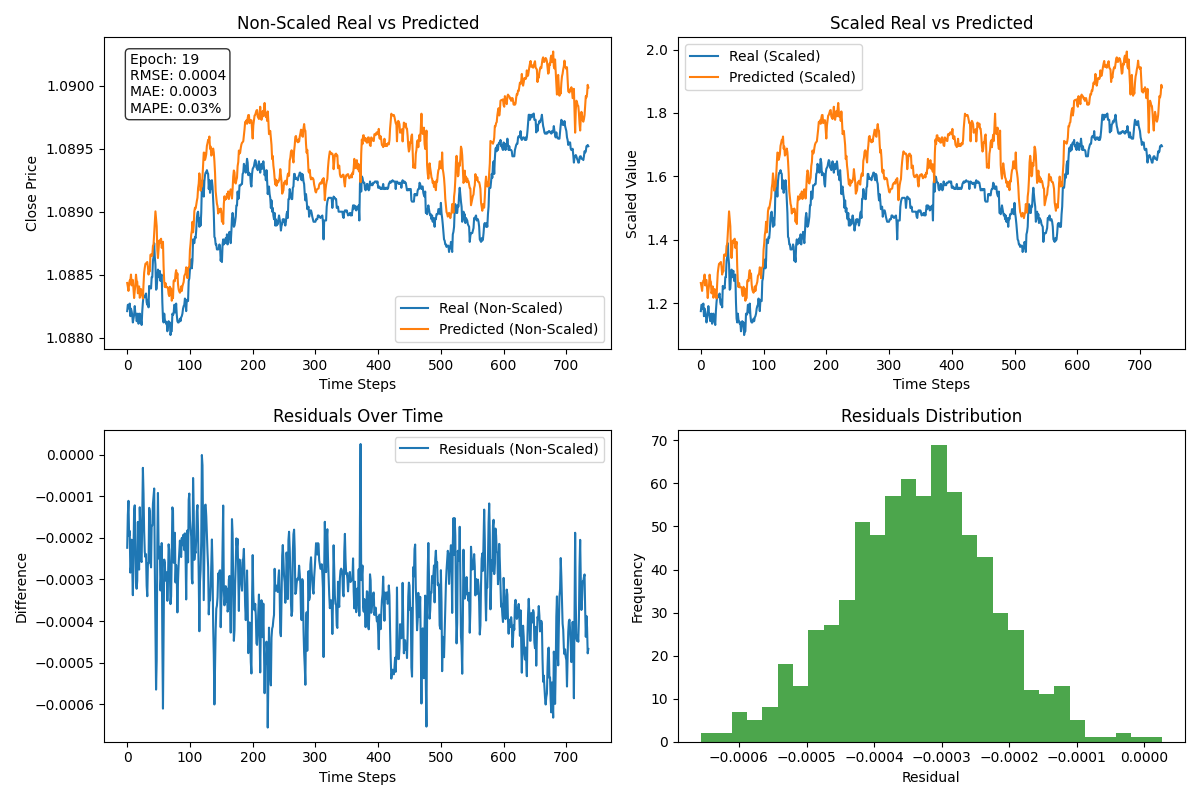 Non-Scaled Real vs Predicted
Close Price
1.0900
1.0895
1.0890
1.0885
1.0880
Epoch: 19
RMSE: 0.0004
MAE: 0.0003
MAPE: 0.03%
Real (Non-Scaled)
Predicted (Non-Scaled)
0 100 200 300 400 500 600 700
Time Steps
Scaled Real vs Predicted
Scaled Value
2.0
1.8
1.6
1.4
1.2
Real (Scaled)
Predicted (Scaled)
0 100 200 300 400 500 600 700
Time Steps
Residuals Over Time
Difference
0.0000
−0.0001
−0.0002
−0.0003
−0.0004
−0.0005
−0.0006
Residuals (Non-Scaled)
0 100 200 300 400 500 600 700
Time Steps
Residuals Distribution
Frequency
70
60
50
40
30
20
10
0
−0.0006 −0.0005 −0.0004 −0.0003 −0.0002 −0.0001 0.0000
Residual